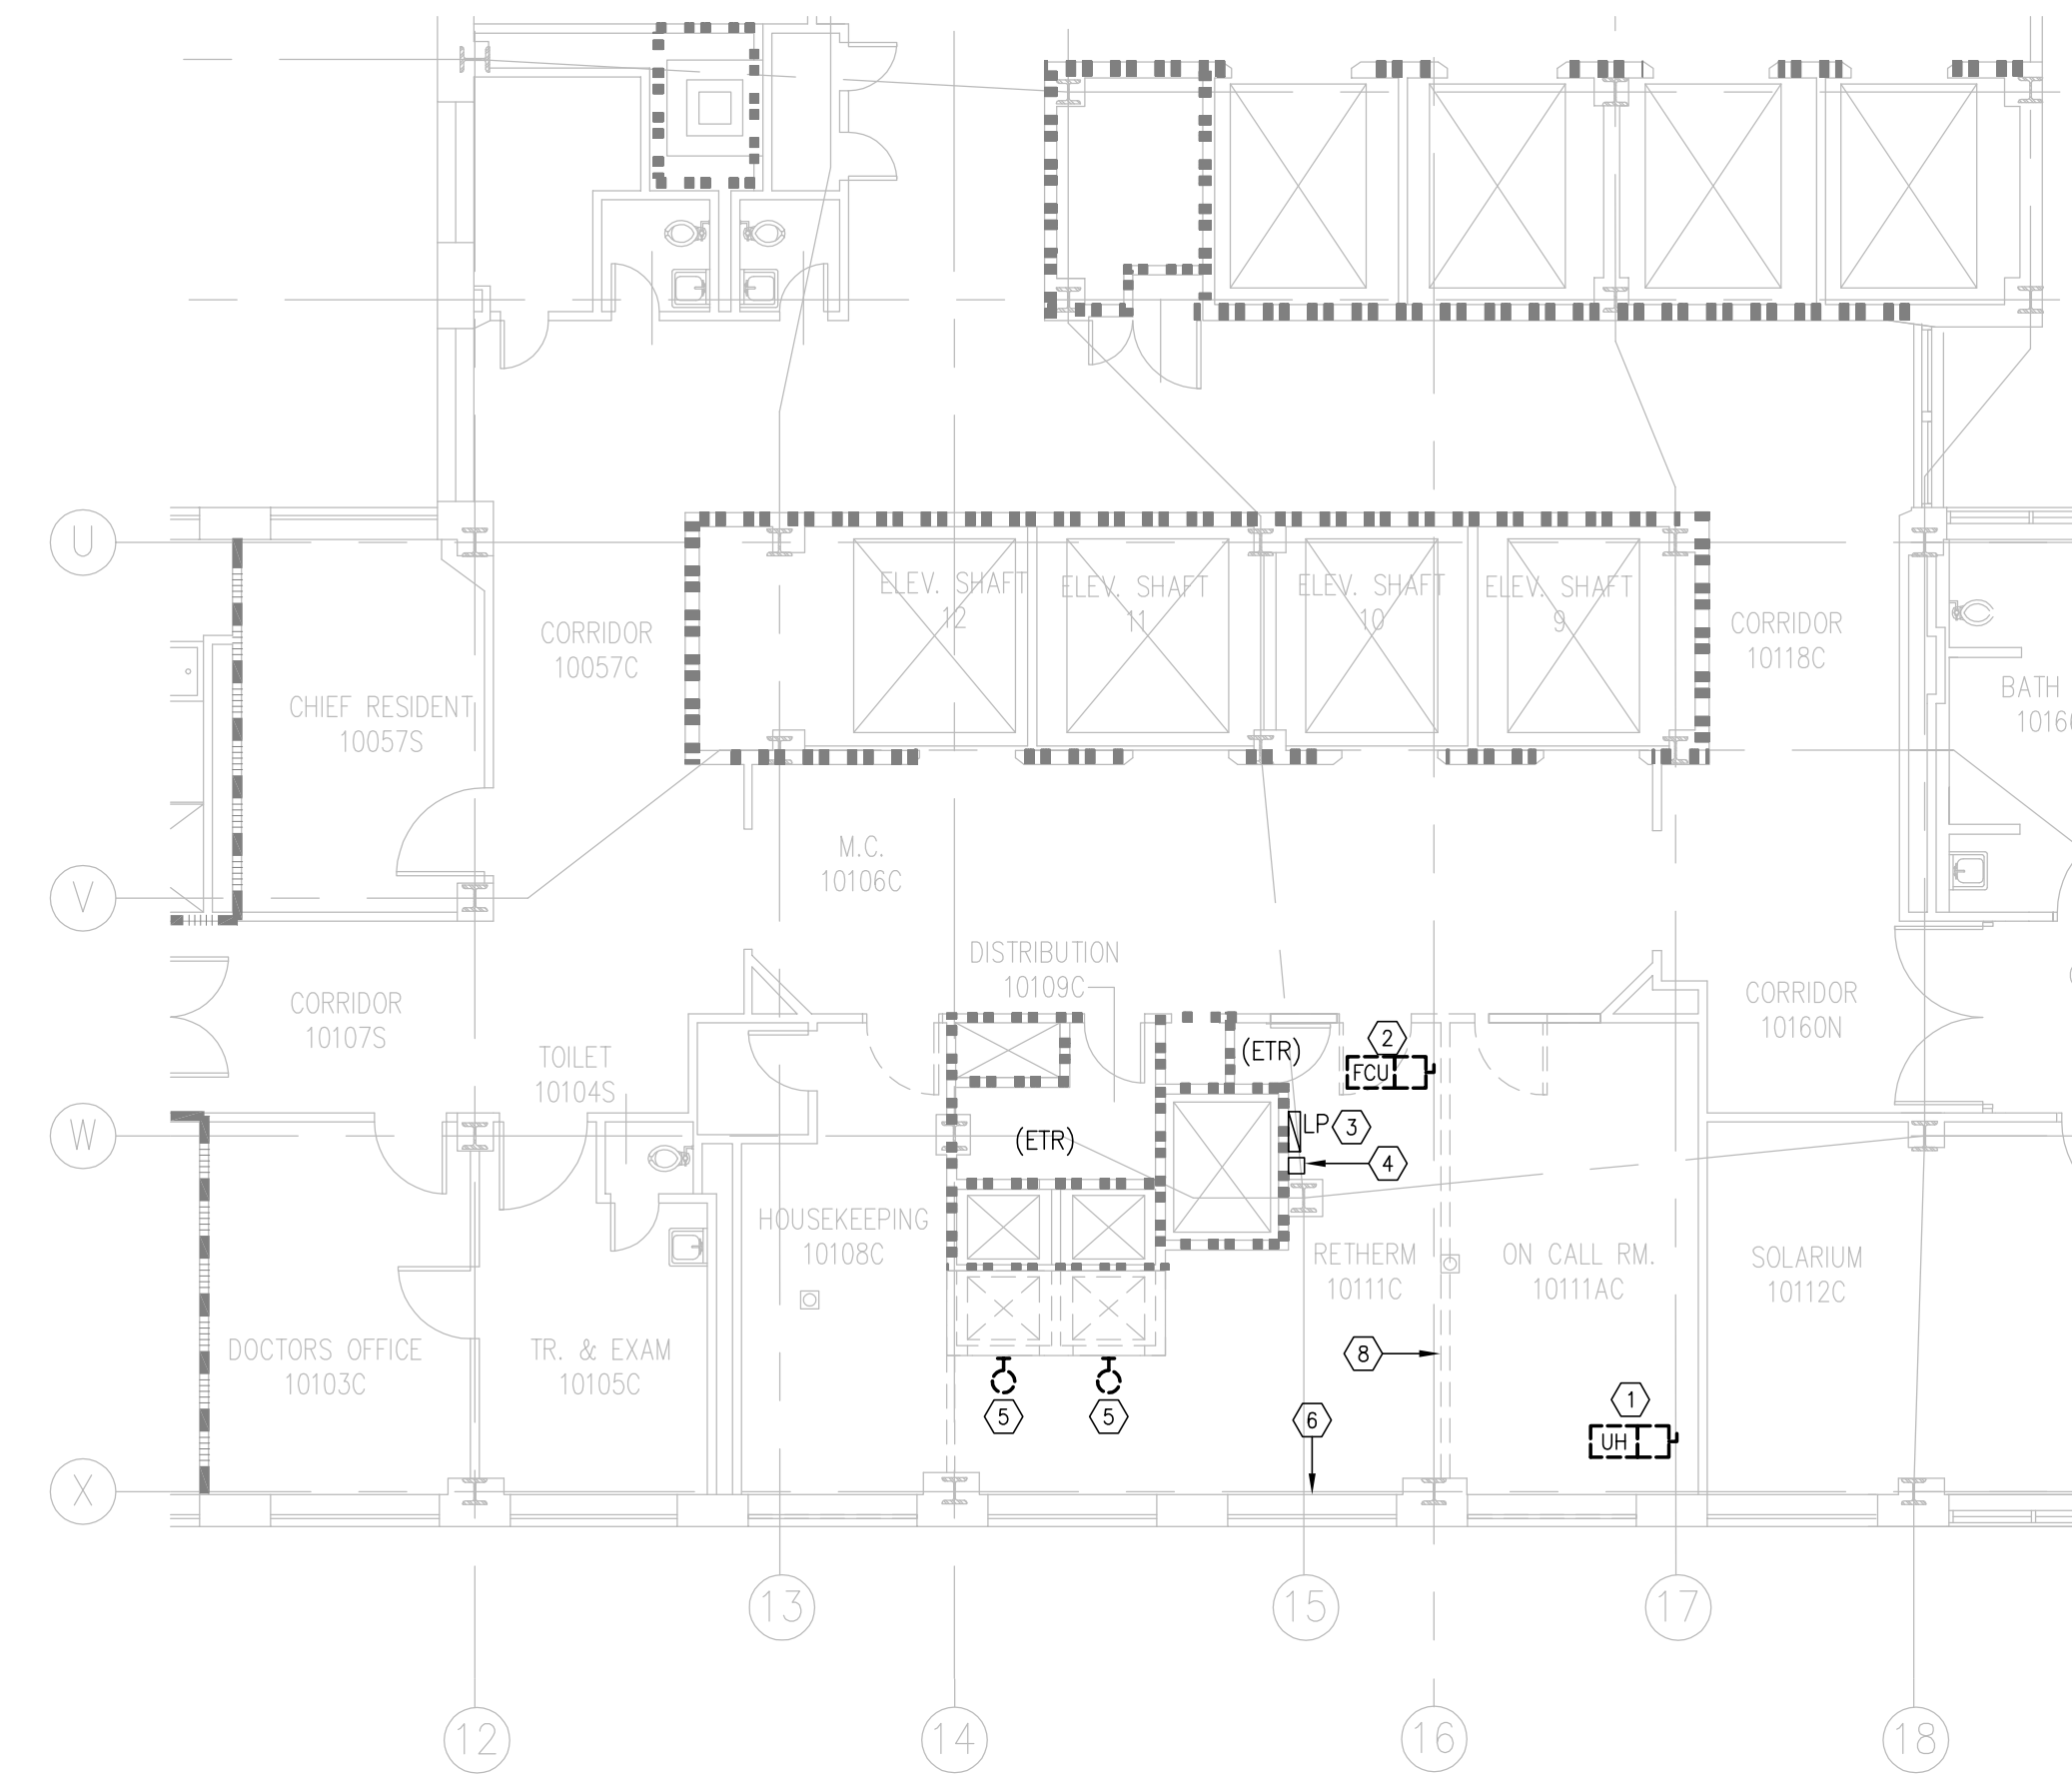 U
ELEV. SHAFT
12
ELEV. SHAFT
11
ELEV. SHAFT
10
ELEV. SHAFT
9
CORRIDOR
10057C
CORRIDOR
10118C
CHIEF RESIDENT
10057S
BATH
V
M.C.
10106C
DISTRIBUTION
10109C
CORRIDOR
10107S
CORRIDOR
10160N
TOILET
10104S
(ETR)
2
FCU
W
(ETR)
LP
3
4
HOUSEKEEPING
10108C
RETHERM
10111C
ON CALL RM.
10111AC
SOLARIUM
10112C
DOCTORS OFFICE
10103C
TR. & EXAM
10105C
8
5
5
6
1
UH
X
13
15
17
12
14
16
18